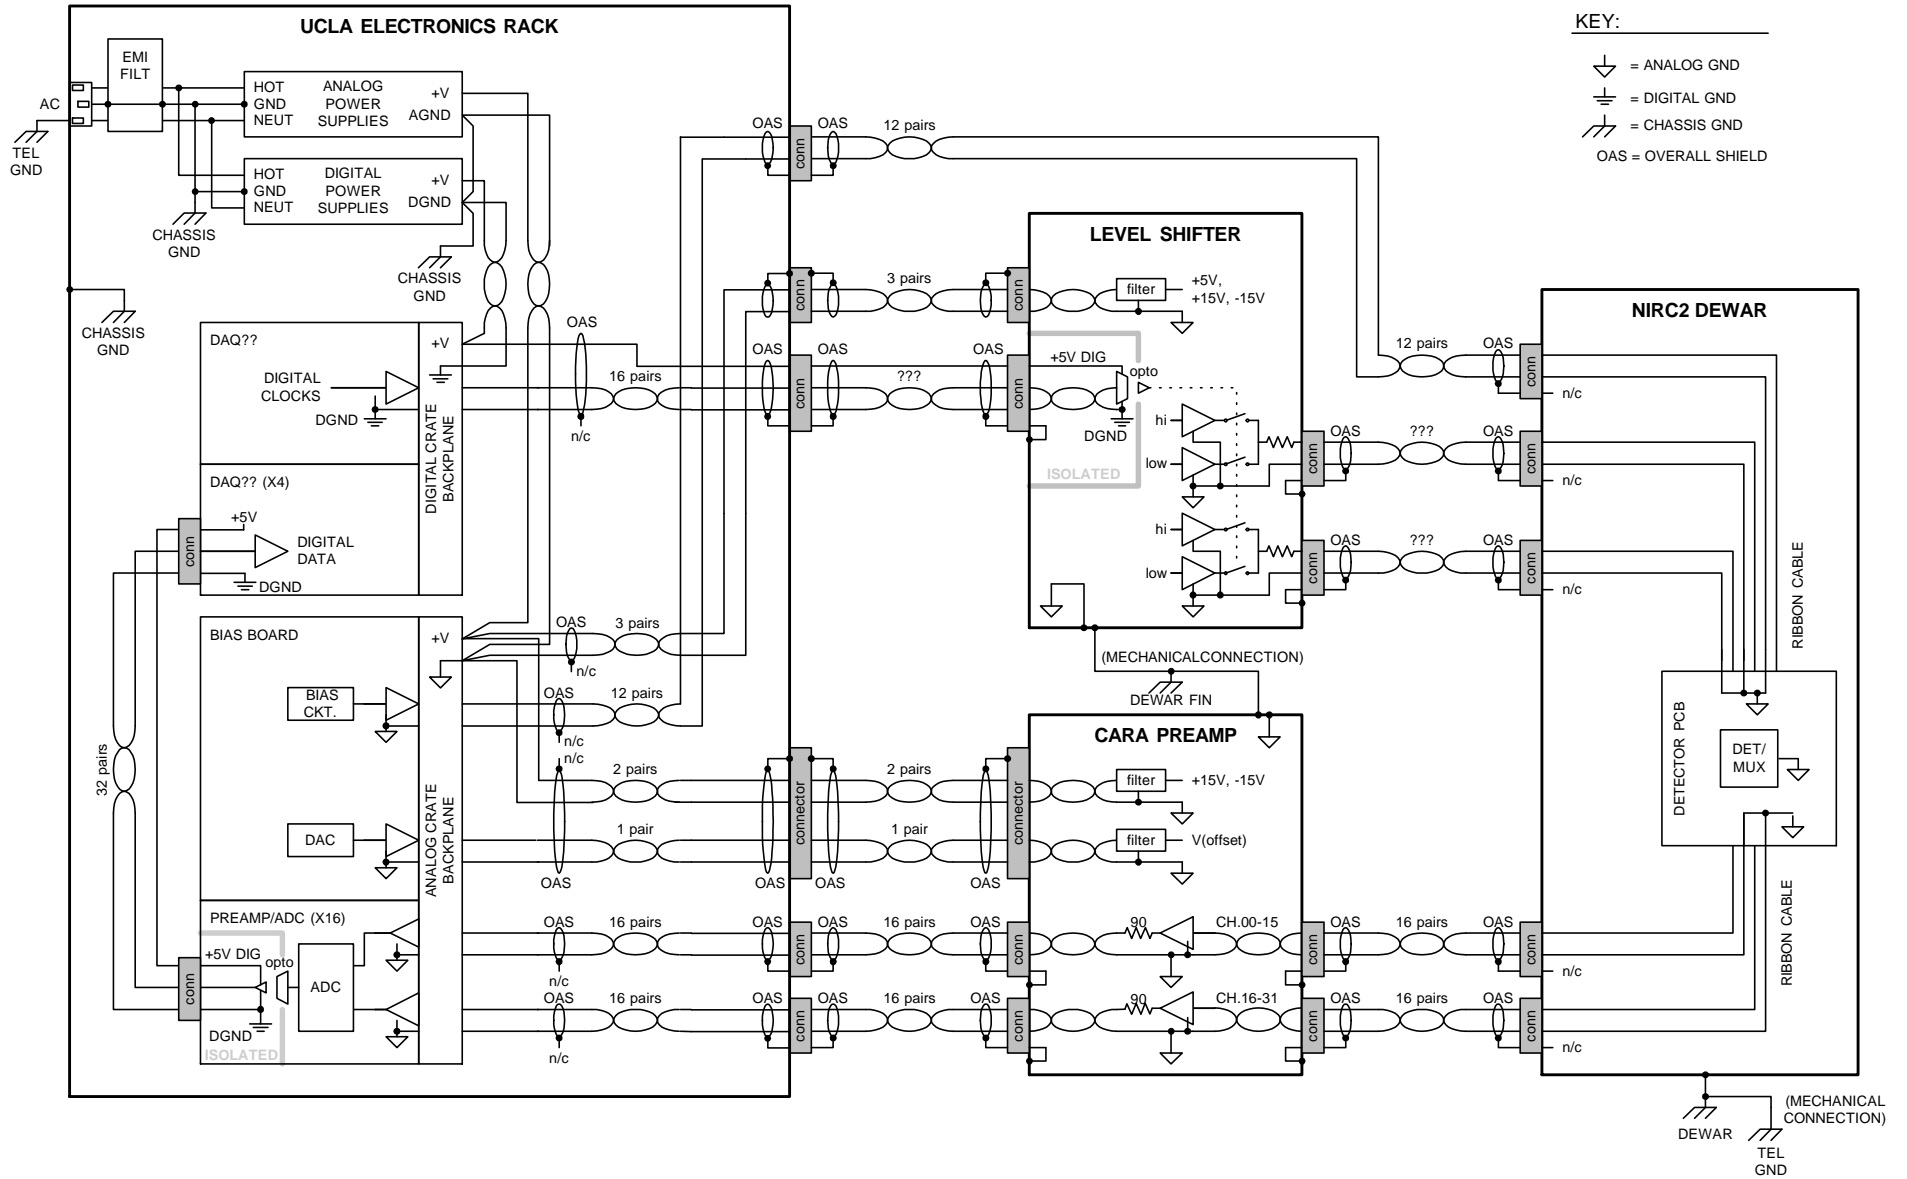 UCLA ELECTRONICS RACK
EMI
FILT
AC
TEL
GND
HOT
GND
NEUT
ANALOG
POWER
SUPPLIES
+V
AGND
HOT
GND
NEUT
DIGITAL
POWER
SUPPLIES
+V
DGND
CHASSIS
GND
CHASSIS
GND
CHASSIS
GND
DAQ??
DIGITAL
CLOCKS
DGND
+V
DIGITAL CRATE
BACKPLANE
DAQ?? (X4)
+5V
conn
DIGITAL
DATA
DGND
OAS
16 pairs
n/c
BIAS BOARD
+V
BIAS
CKT.
DAC
ANALOG CRATE
BACKPLANE
32 pairs
PREAMP/ADC (X16)
+5V DIG
opto
conn
ADC
DGND
ISOLATED
OAS
3 pairs
n/c
OAS
12 pairs
n/c
n/c
2 pairs
1 pair
OAS
OAS
16 pairs
n/c
OAS
16 pairs
n/c
OAS
conn
OAS
12 pairs
conn
3 pairs
conn
OAS
conn
OAS
???
OAS
conn
connector
2 pairs
1 pair
connector
OAS
OAS
OAS
OAS
conn
OAS
16 pairs
OAS
conn
OAS
conn
OAS
16 pairs
OAS
conn
LEVEL SHIFTER
filter
+5V,
+15V, -15V
+5V DIG
opto
DGND
ISOLATED
hi
low
hi
low
conn
OAS
???
OAS
conn
n/c
conn
OAS
???
OAS
conn
n/c
(MECHANICALCONNECTION)
DEWAR FIN
CARA PREAMP
filter
+15V, -15V
filter
V(offset)
90
CH.00-15
90
CH.16-31
conn
OAS
16 pairs
OAS
conn
n/c
conn
OAS
16 pairs
OAS
conn
n/c
KEY:
= ANALOG GND
= DIGITAL GND
= CHASSIS GND
OAS = OVERALL SHIELD
NIRC2 DEWAR
12 pairs
OAS
conn
n/c
RIBBON CABLE
DETECTOR PCB
DET/
MUX
RIBBON CABLE
DEWAR
TEL
GND
(MECHANICAL
CONNECTION)